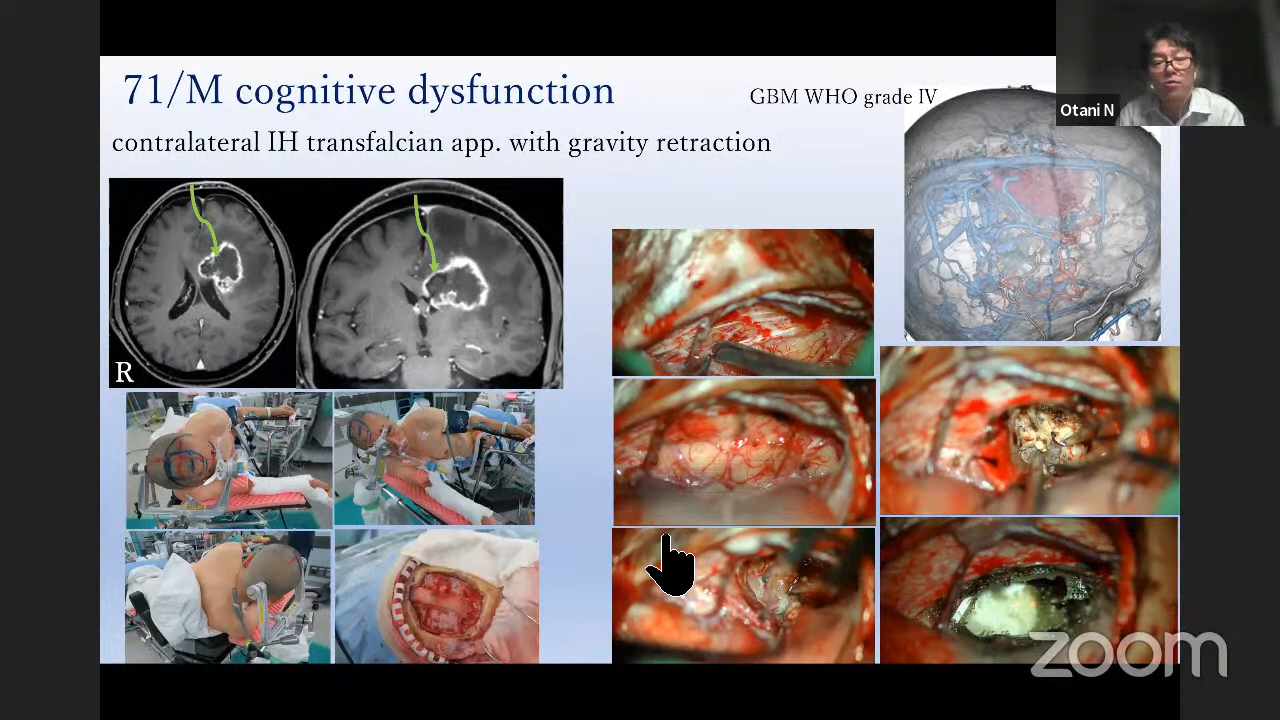 71/M cognitive dysfunction
GBM WHO grade IV
contralateral IH transfalcian app. with gravity retraction
Otani N
R
zoom